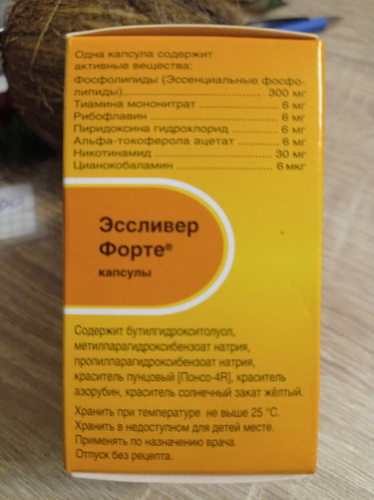 Одна капсула содержит
активные вещества:
Фосфолипиды (Эссенциальные фосфо-
липиды) ........................ 300 мг
Тиамина мононитрат ............... 6 мг
Рибофлавин ........................ 6 мг
Пиридоксина гидрохлорид ......... 6 мг
Альфа-токоферола ацетат ......... 6 мг
Никотинамид ..................... 30 мг
Цианокобаламин .................. 6 мкг
Эссливер
Форте®
капсулы
Содержит бутилгидрокситолуол,
метилпарагидроксибензоат натрия,
пропилпарагидроксибензоат натрия,
краситель пунцовый [Понсо-4R], краситель
азорубин, краситель солнечный закат жёлтый.
Хранить при температуре не выше 25 °C.
Хранить в недоступном для детей месте.
Применять по назначению врача.
Отпуск без рецепта.